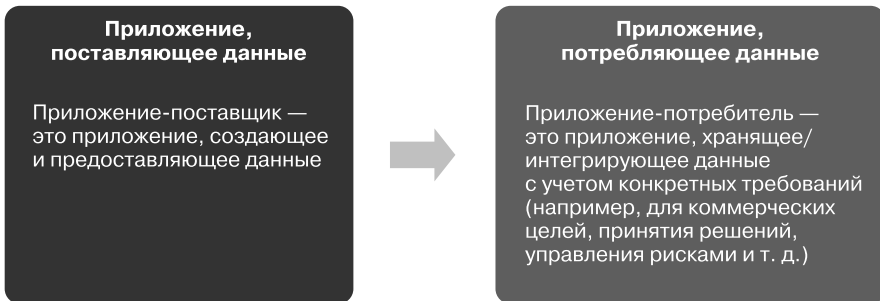 Приложение,
поставляющее данные
Приложение-поставщик —
это приложение, создающее
и предоставляющее данные
Приложение,
потребляющее данные
Приложение-потребитель —
это приложение, хранящее/
интегрирующее данные
с учетом конкретных требований
(например, для коммерческих
целей, принятия решений,
управления рисками и т. д.)